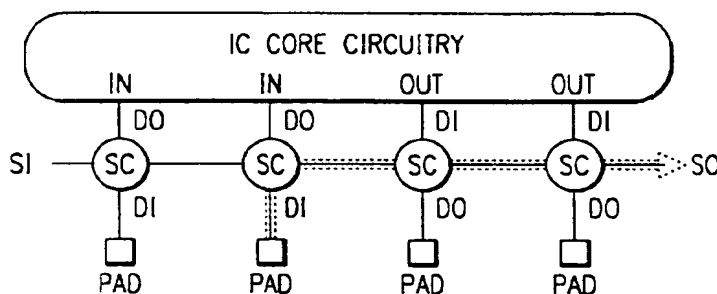 IC CORE CIRCUITRY
IN IN OUT OUT
DO DO DI DI
SI SC SC SC SC SO
DI DI DO DO
PAD PAD PAD PAD